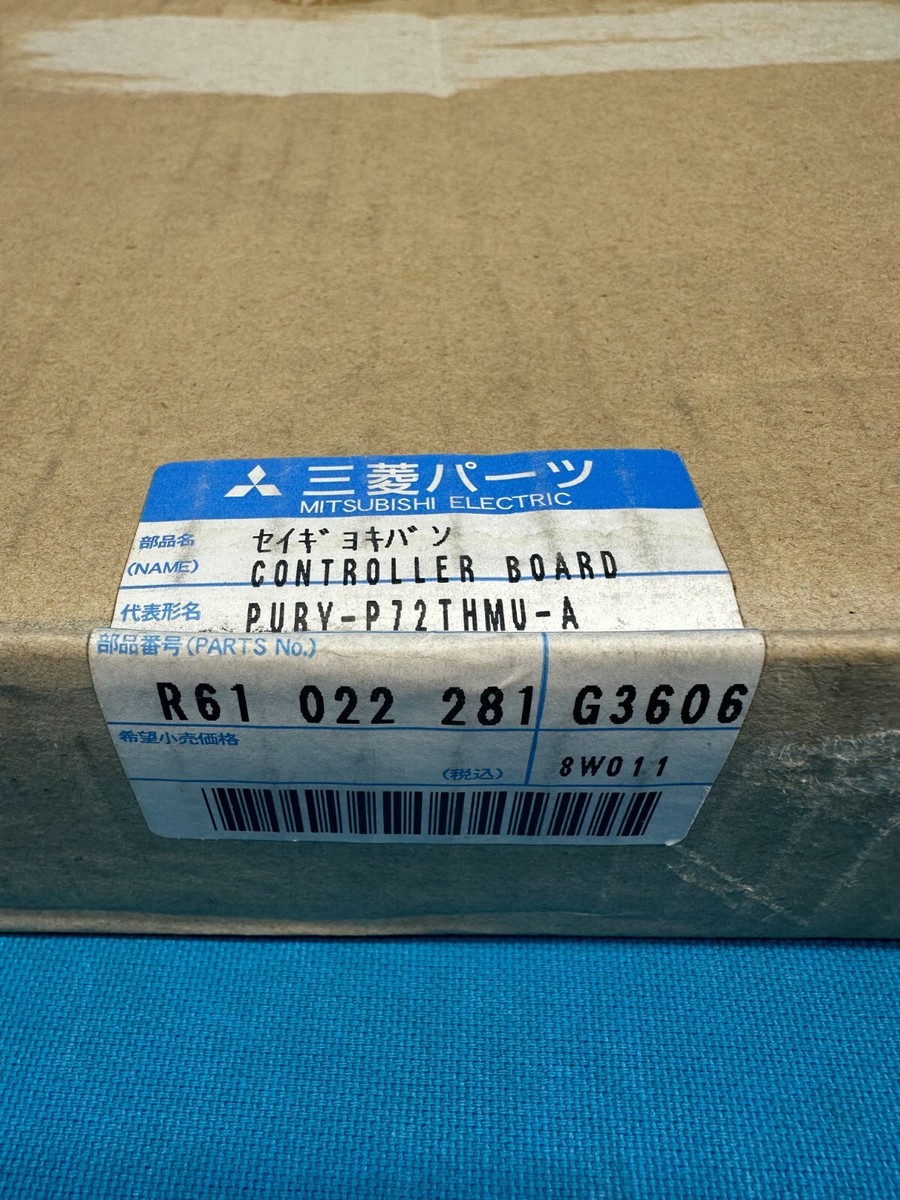 三菱パーツ
MITSUBISHI ELECTRIC
部品名 セイギョキバン
(NAME) CONTROLLER BOARD
代表形名 PURY-P72THMU-A
部品番号(PARTS No.)
R61 022 281 G3606
希望小売価格
(税込) 8W011